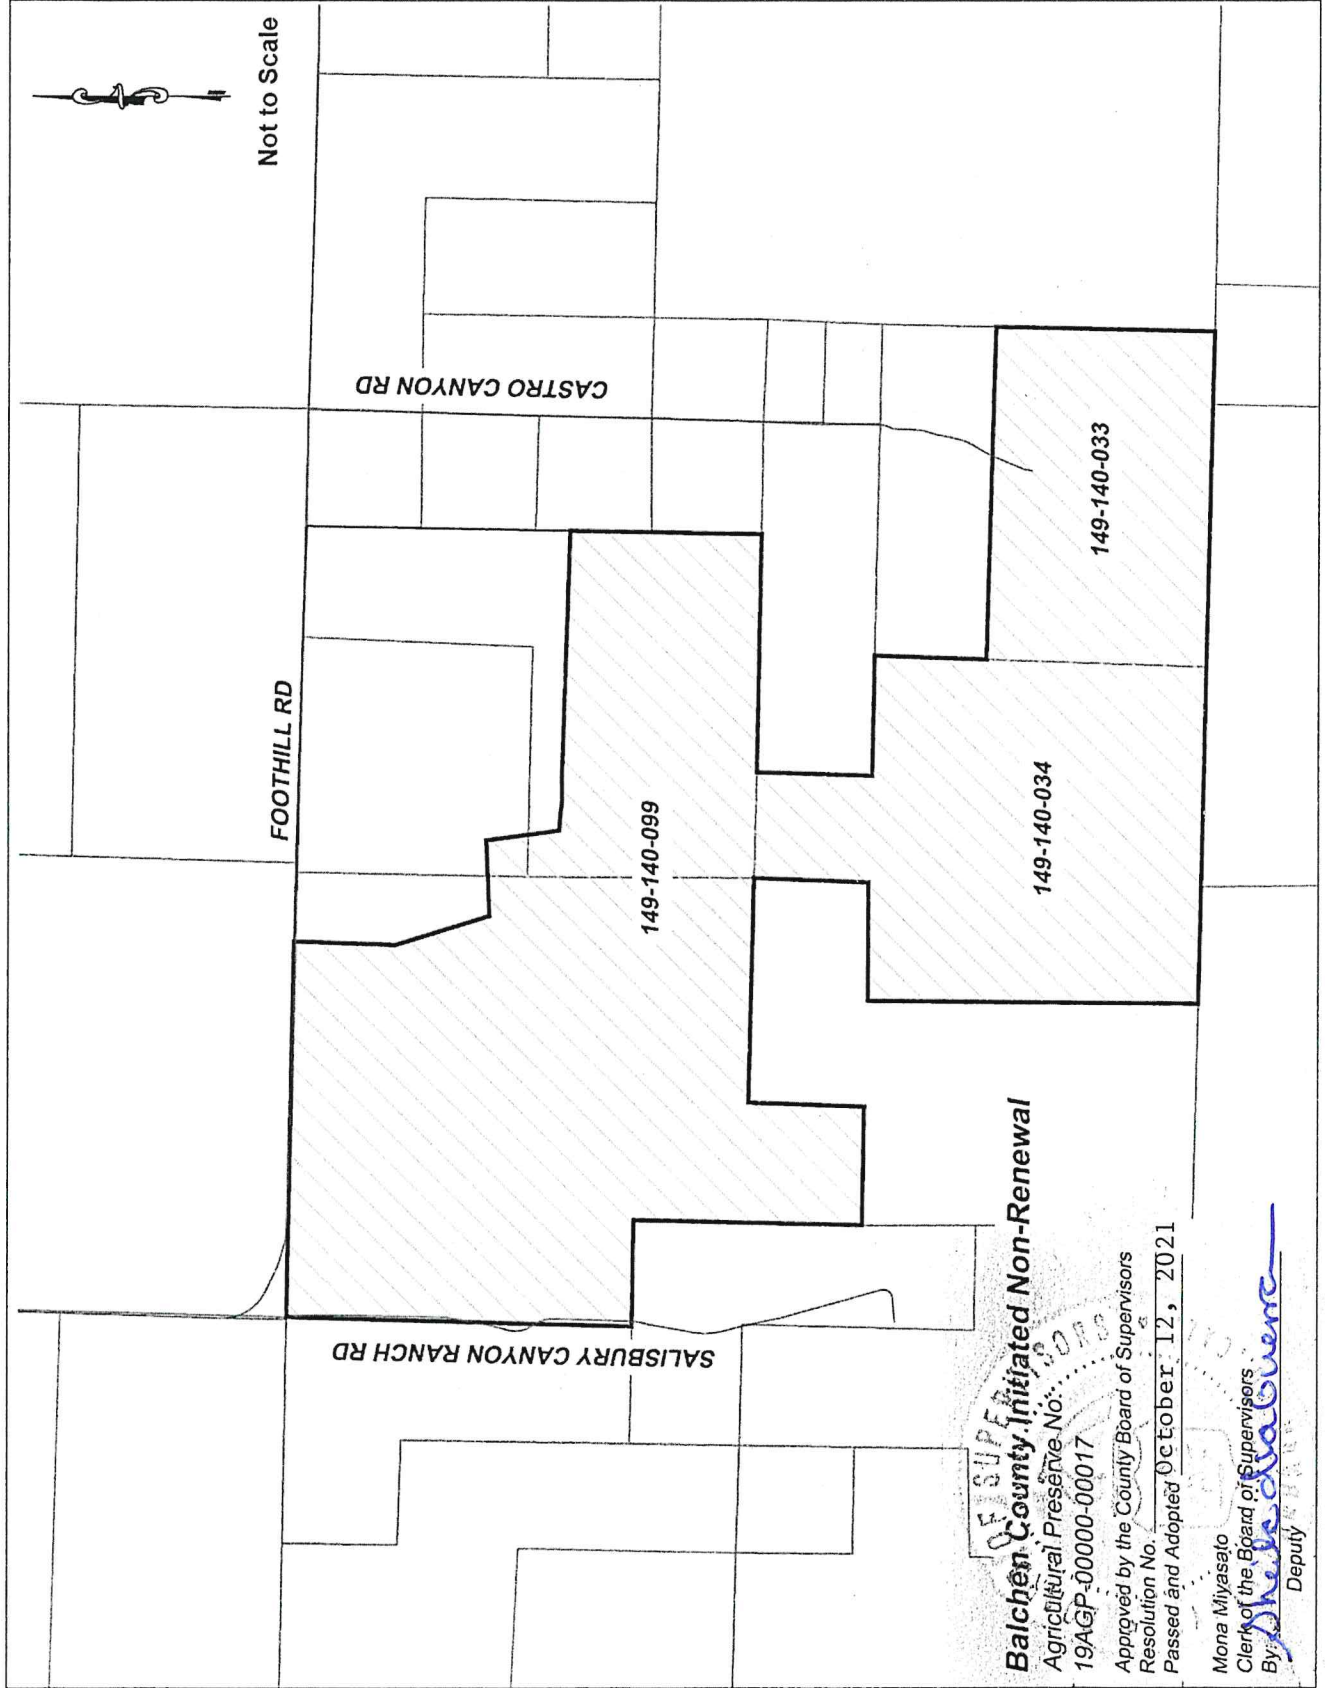 Not to Scale
FOOTHILL RD
CASTRO CANYON RD
SALISBURY CANYON RANCH RD
149-140-099
149-140-034
149-140-033
Balchen County Initiated Non-Renewal
Agricultural Preserve No.
19AGP-00000-00017
Approved by the County Board of Supervisors
Resolution No.
Passed and Adopted October 12, 2021
Mona Miyasato
Clerk of the Board of Supervisors
By:
Deputy
OF SUPERVISORS